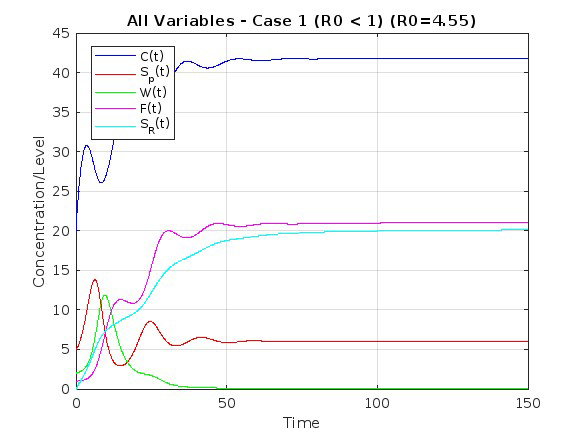 All Variables - Case 1 (R0 < 1) (R0=4.55)
45
40
35
30
25
20
15
10
5
0
Concentration/Level
C(t)
S_p(t)
W(t)
F(t)
S_R(t)
0 50 100 150
Time